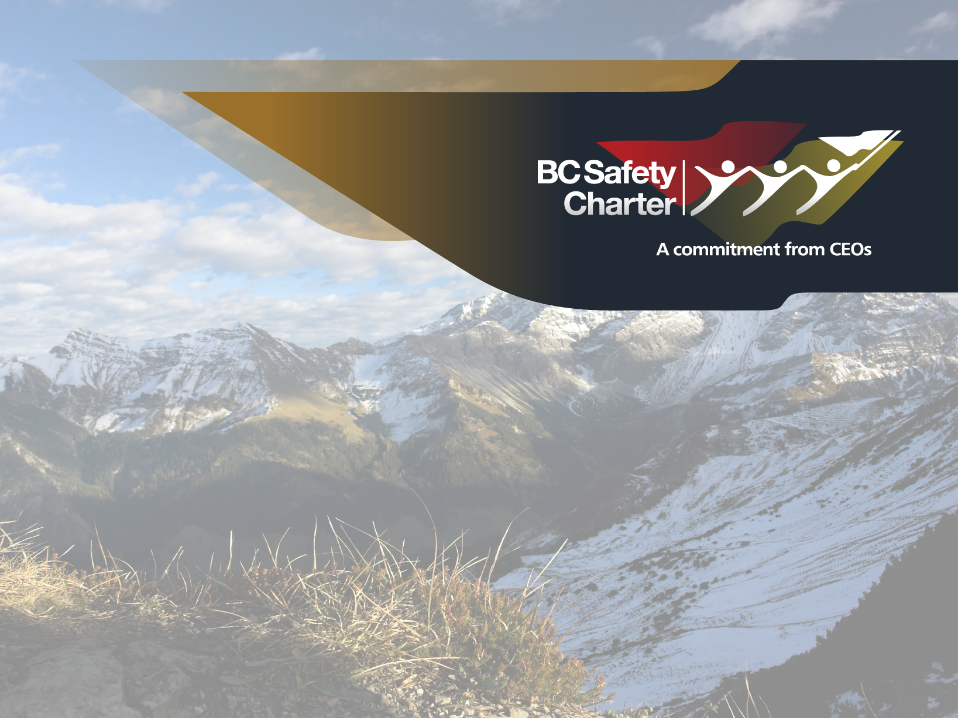 BC Safety
Charter
A commitment from CEOs